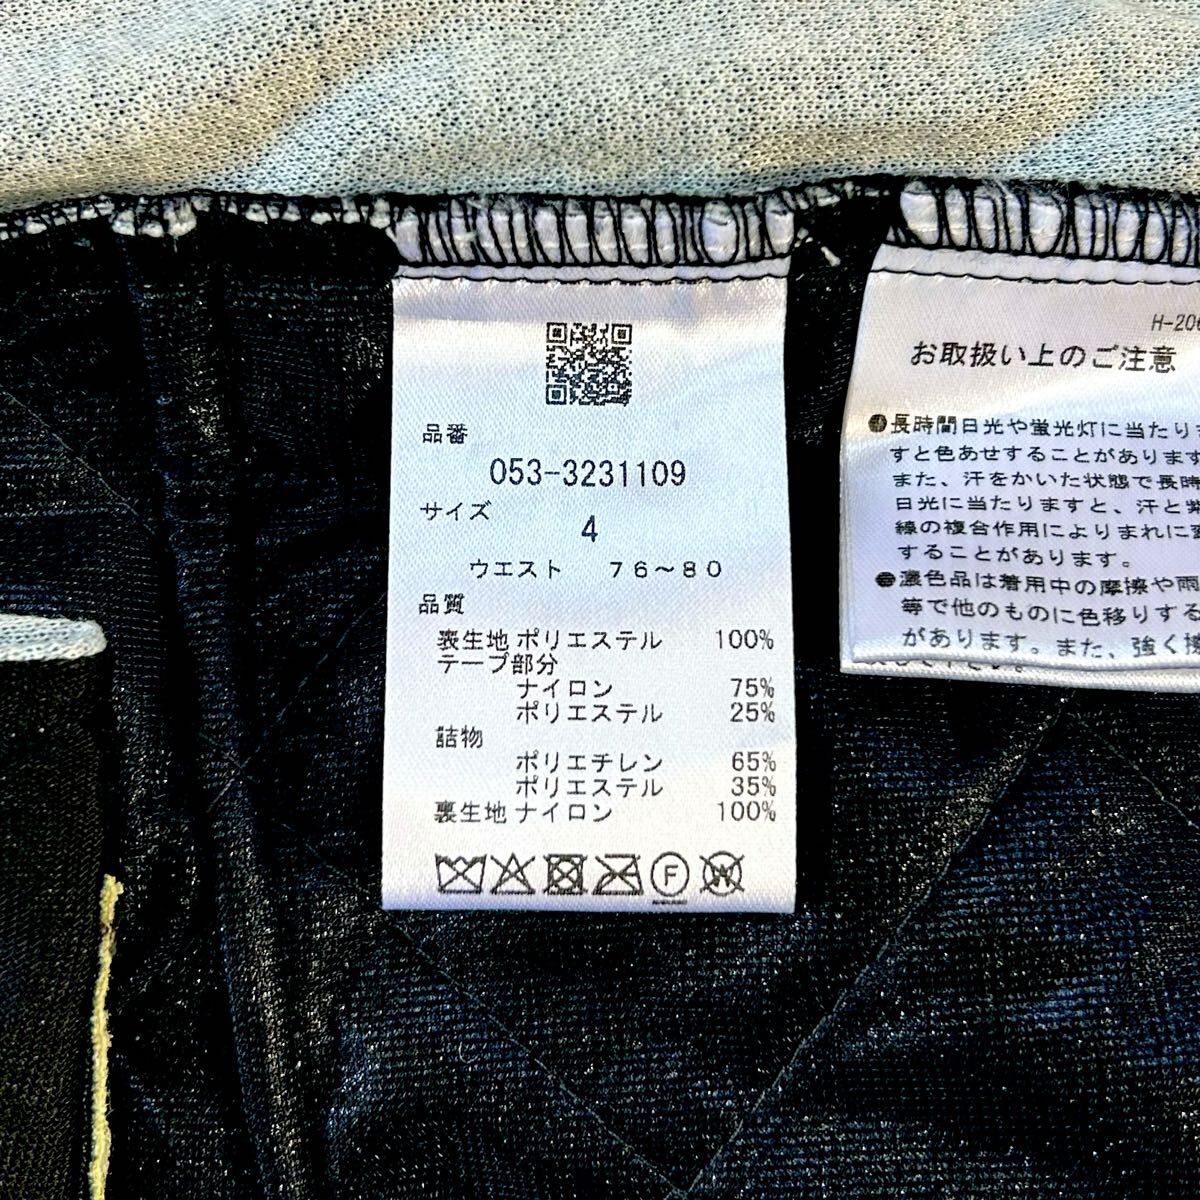 品番
053-3231109
サイズ
4
ウエスト 76～80
品質
表生地 ポリエステル 100%
テープ部分
ナイロン 75%
ポリエステル 25%
詰物
ポリエチレン 65%
ポリエステル 35%
裏生地 ナイロン 100%
F
W
H-206
お取扱い上のご注意
●長時間日光や蛍光灯に当たりま
すと色あせすることがあります
また、汗をかいた状態で長時
日光に当たりますと、汗と紫
線の複合作用によりまれに変
することがあります。
●濃色品は着用中の摩擦や雨
等で他のものに色移りする
があります。また、強く擦